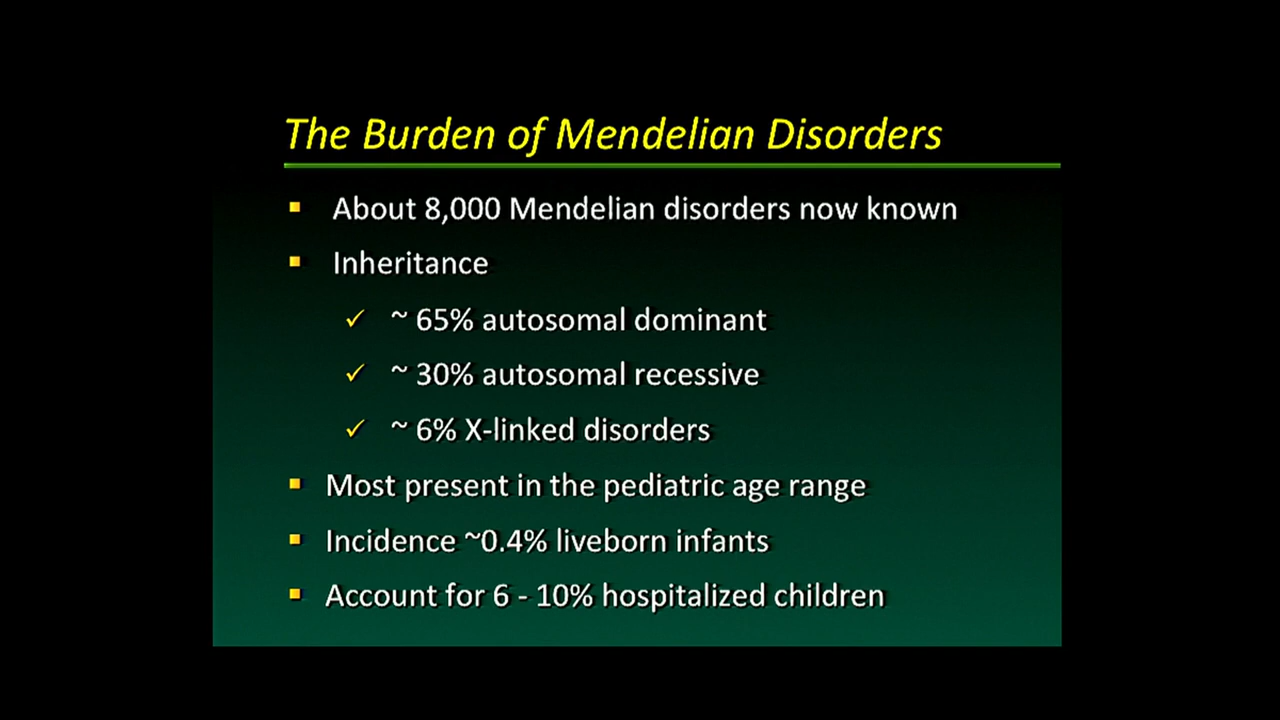 The Burden of Mendelian Disorders
About 8,000 Mendelian disorders now known
Inheritance
~ 65% autosomal dominant
~ 30% autosomal recessive
~ 6% X-linked disorders
Most present in the pediatric age range
Incidence ~0.4% liveborn infants
Account for 6 - 10% hospitalized children